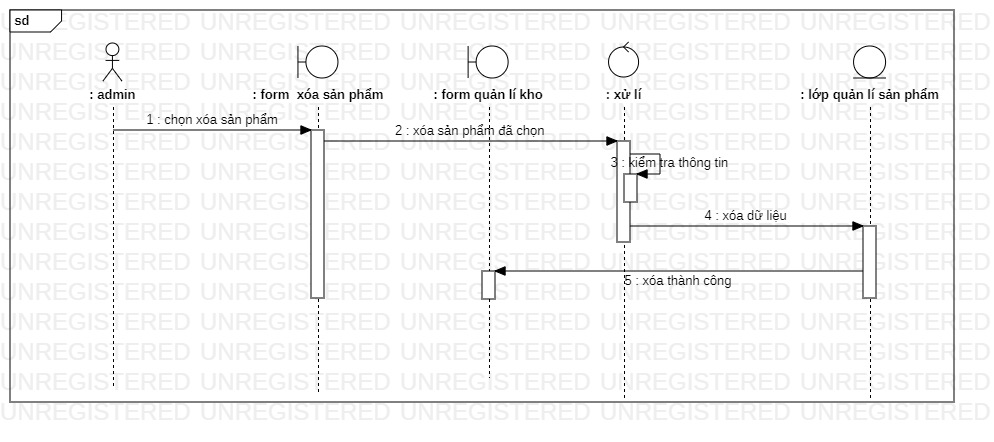 UNREGISTERED UNREGISTERED UNREGISTERED UNREGISTERED UNREGISTERED
sd
: admin
: form xóa sản phẩm
: form quản lí kho
: xử lí
: lớp quản lí sản phẩm
1 : chọn xóa sản phẩm
2 : xóa sản phẩm đã chọn
3 : kiểm tra thông tin
4 : xóa dữ liệu
5 : xóa thành công